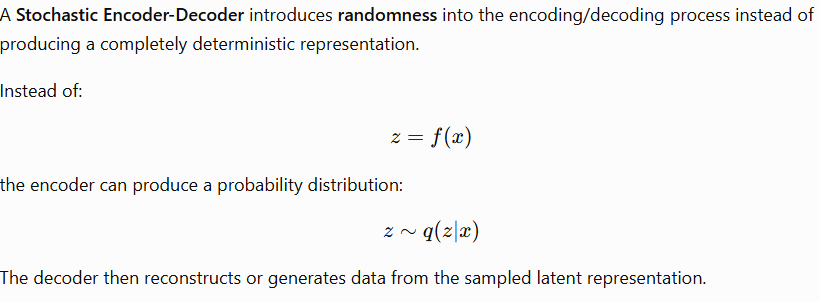 A Stochastic Encoder-Decoder introduces randomness into the encoding/decoding process instead of
producing a completely deterministic representation.
Instead of:
z = f(x)
the encoder can produce a probability distribution:
z ∼ q(z|x)
The decoder then reconstructs or generates data from the sampled latent representation.